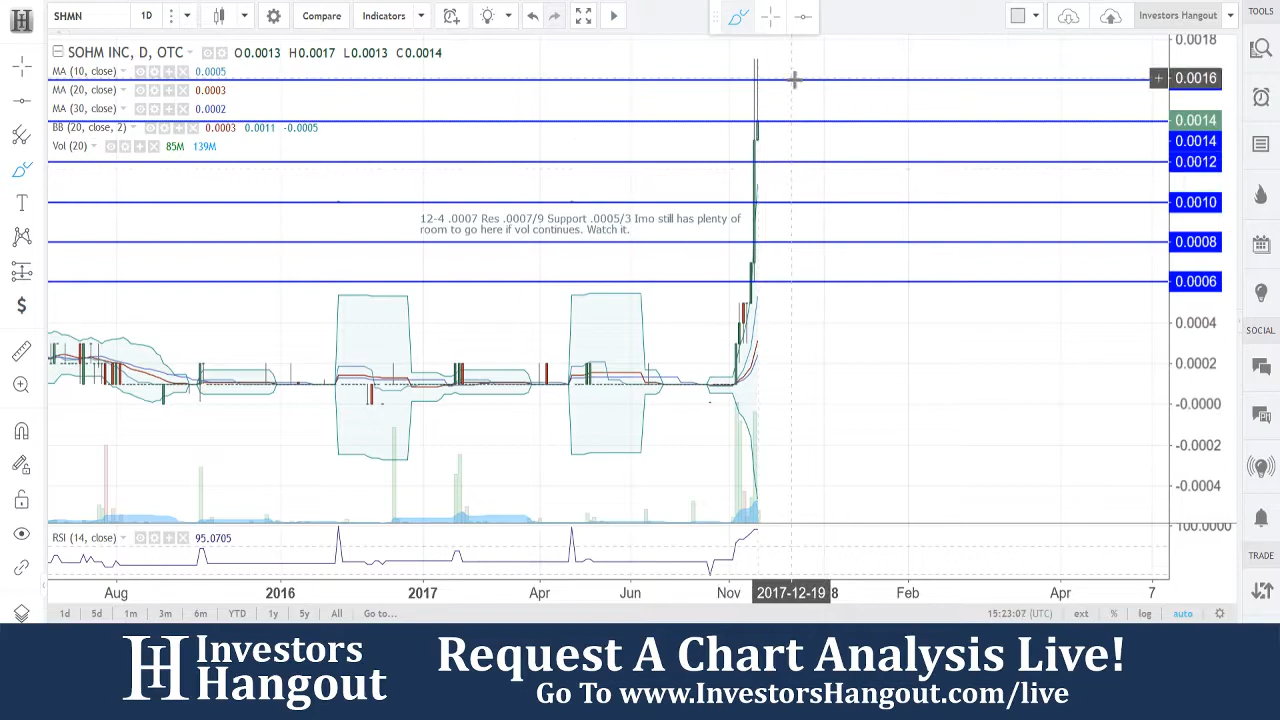 SHMN 1D Compare Indicators Investors Hangout TOOLS
SOHM INC, D, OTC O0.0013 H0.0017 L0.0013 C0.0014
MA (10, close) 0.0005
MA (20, close) 0.0003
MA (30, close) 0.0002
BB (20, close, 2) 0.0003 0.0011 -0.0005
Vol (20) 85M 139M
0.0018
0.0016
0.0014
0.0014
0.0012
0.0010
12-4 .0007 Res .0007/9 Support .0005/3 Imo still has plenty of
room to go here if vol continues. Watch it.
0.0008
0.0006
0.0004
SOCIAL
0.0002
-0.0000
-0.0002
-0.0004
100.0000
RSI (14, close) 95.0705
TRADE
Aug 2016 2017 Apr Jun Nov 2017-12-19 8 Feb Apr 7
1d 5d 1m 3m 6m YTD 1y 5y All Go to... 15:23:07 (UTC) ext % log auto
Investors
Hangout
Request A Chart Analysis Live!
Go To www.InvestorsHangout.com/live